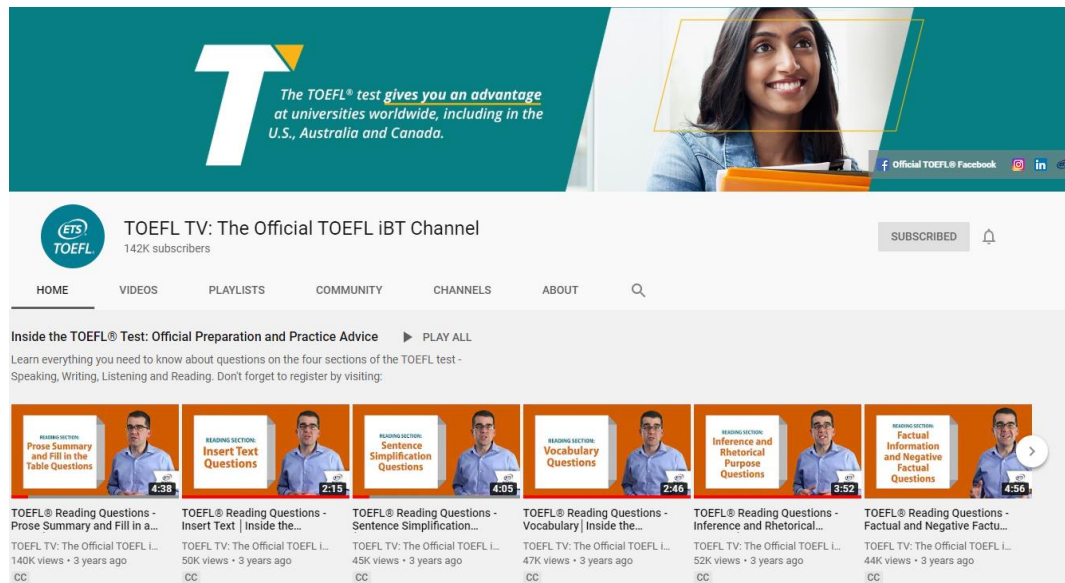 The TOEFL® test gives you an advantage
at universities worldwide, including in the
U.S., Australia and Canada.
Official TOEFL® Facebook
in
ETS
TOEFL.
TOEFL TV: The Official TOEFL iBT Channel
142K subscribers
SUBSCRIBED
HOME VIDEOS PLAYLISTS COMMUNITY CHANNELS ABOUT
Inside the TOEFL® Test: Official Preparation and Practice Advice PLAY ALL
Learn everything you need to know about questions on the four sections of the TOEFL test -
Speaking, Writing, Listening and Reading. Don't forget to register by visiting:
READING SECTION:
Prose Summary
and Fill in the
Table Questions
4:38
READING SECTION:
Insert Text
Questions
2:15
READING SECTION:
Sentence
Simplification
Questions
4:05
READING SECTION:
Vocabulary
Questions
2:46
READING SECTION:
Inference and
Rhetorical
Purpose
Questions
3:52
READING SECTION:
Factual
Information
and Negative
Factual
Questions
4:56
TOEFL® Reading Questions -
Prose Summary and Fill in a...
TOEFL TV: The Official TOEFL i...
140K views • 3 years ago
CC
TOEFL® Reading Questions -
Insert Text | Inside the...
TOEFL TV: The Official TOEFL i...
50K views • 3 years ago
CC
TOEFL® Reading Questions -
Sentence Simplification...
TOEFL TV: The Official TOEFL i...
45K views • 3 years ago
CC
TOEFL® Reading Questions -
Vocabulary | Inside the...
TOEFL TV: The Official TOEFL i...
47K views • 3 years ago
CC
TOEFL® Reading Questions -
Inference and Rhetorical...
TOEFL TV: The Official TOEFL i...
52K views • 3 years ago
CC
TOEFL® Reading Questions -
Factual and Negative Factu...
TOEFL TV: The Official TOEFL i...
44K views • 3 years ago
CC